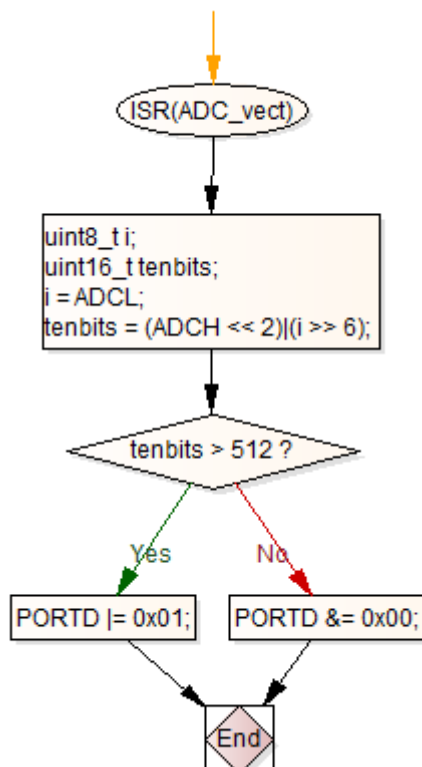 ISR(ADC_vect)
uint8_t i;
uint16_t tenbits;
i = ADCL;
tenbits = (ADCH << 2)|(i >> 6);
tenbits > 512 ?
Yes
No
PORTD |= 0x01;
PORTD &= 0x00;
End